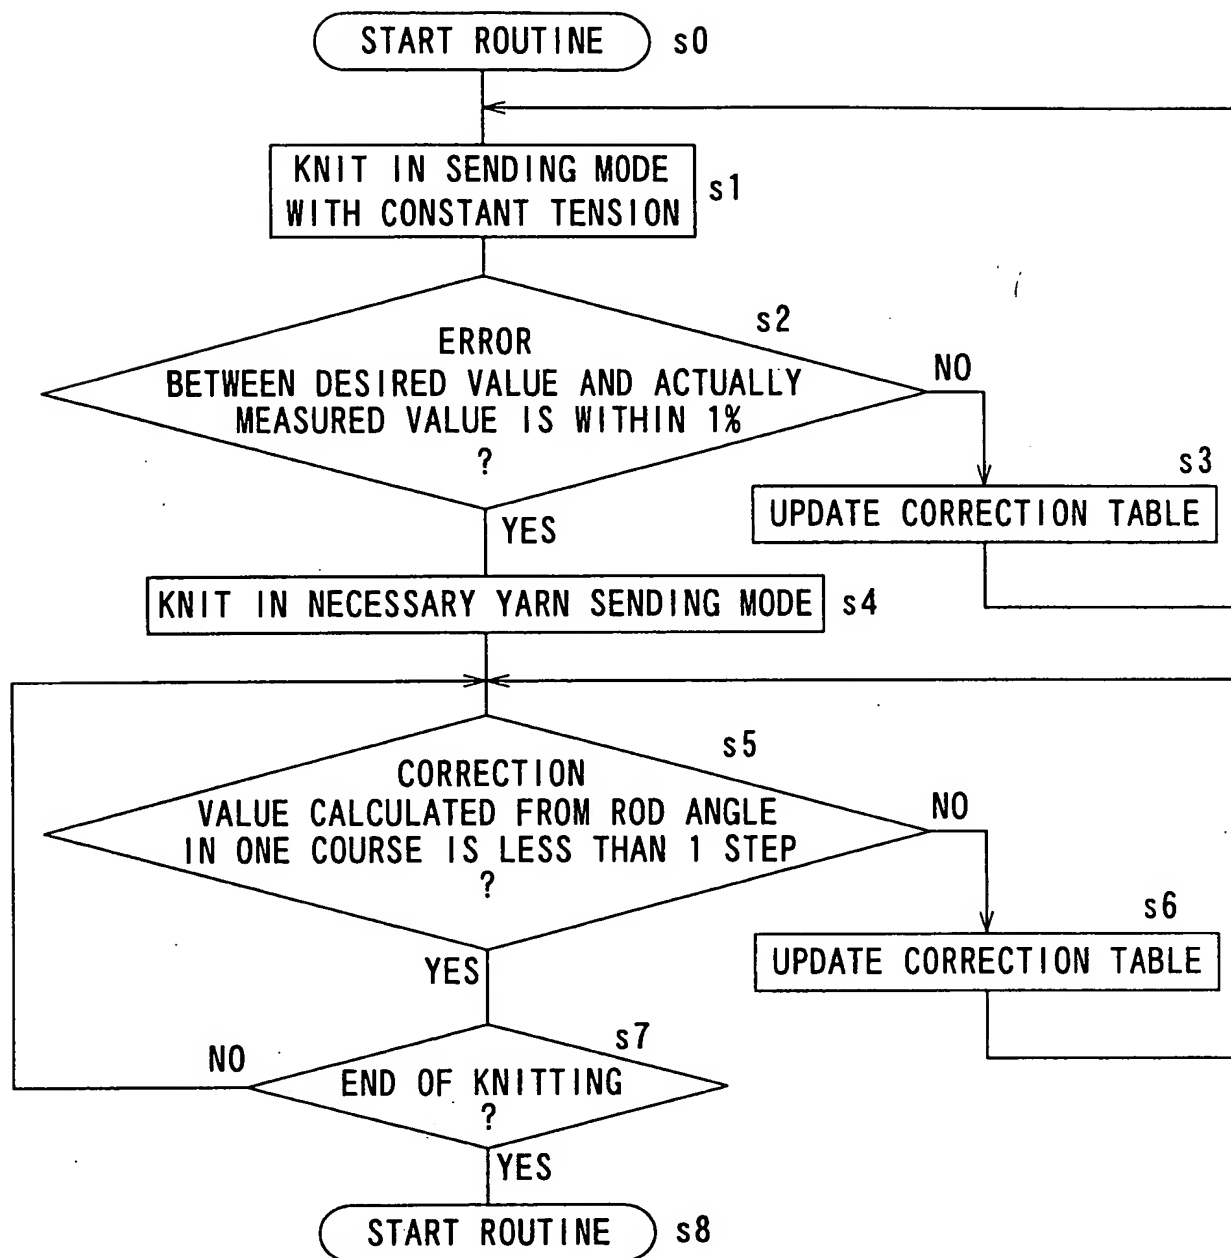 START ROUTINE s0
KNIT IN SENDING MODE
WITH CONSTANT TENSION
s1
s2
ERROR
BETWEEN DESIRED VALUE AND ACTUALLY
MEASURED VALUE IS WITHIN 1%
?
NO
s3
UPDATE CORRECTION TABLE
YES
KNIT IN NECESSARY YARN SENDING MODE s4
s5
CORRECTION
VALUE CALCULATED FROM ROD ANGLE
IN ONE COURSE IS LESS THAN 1 STEP
?
NO
s6
UPDATE CORRECTION TABLE
YES
s7
NO
END OF KNITTING
?
YES
START ROUTINE s8